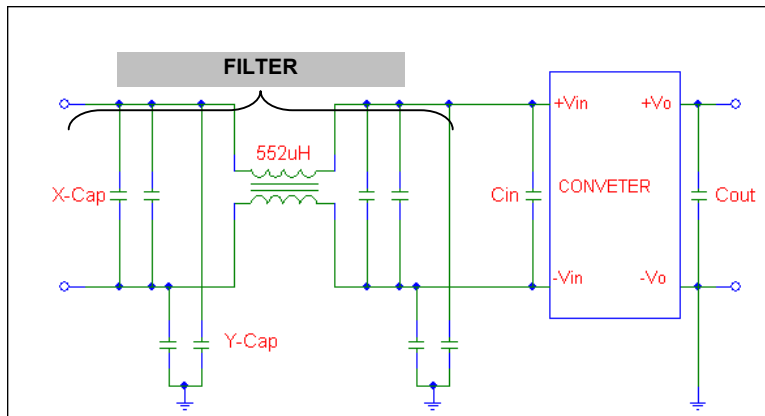 FILTER
+Vin
+Vo
552uH
X-Cap
Cin
CONVETER
Cout
-Vin
-Vo
Y-Cap